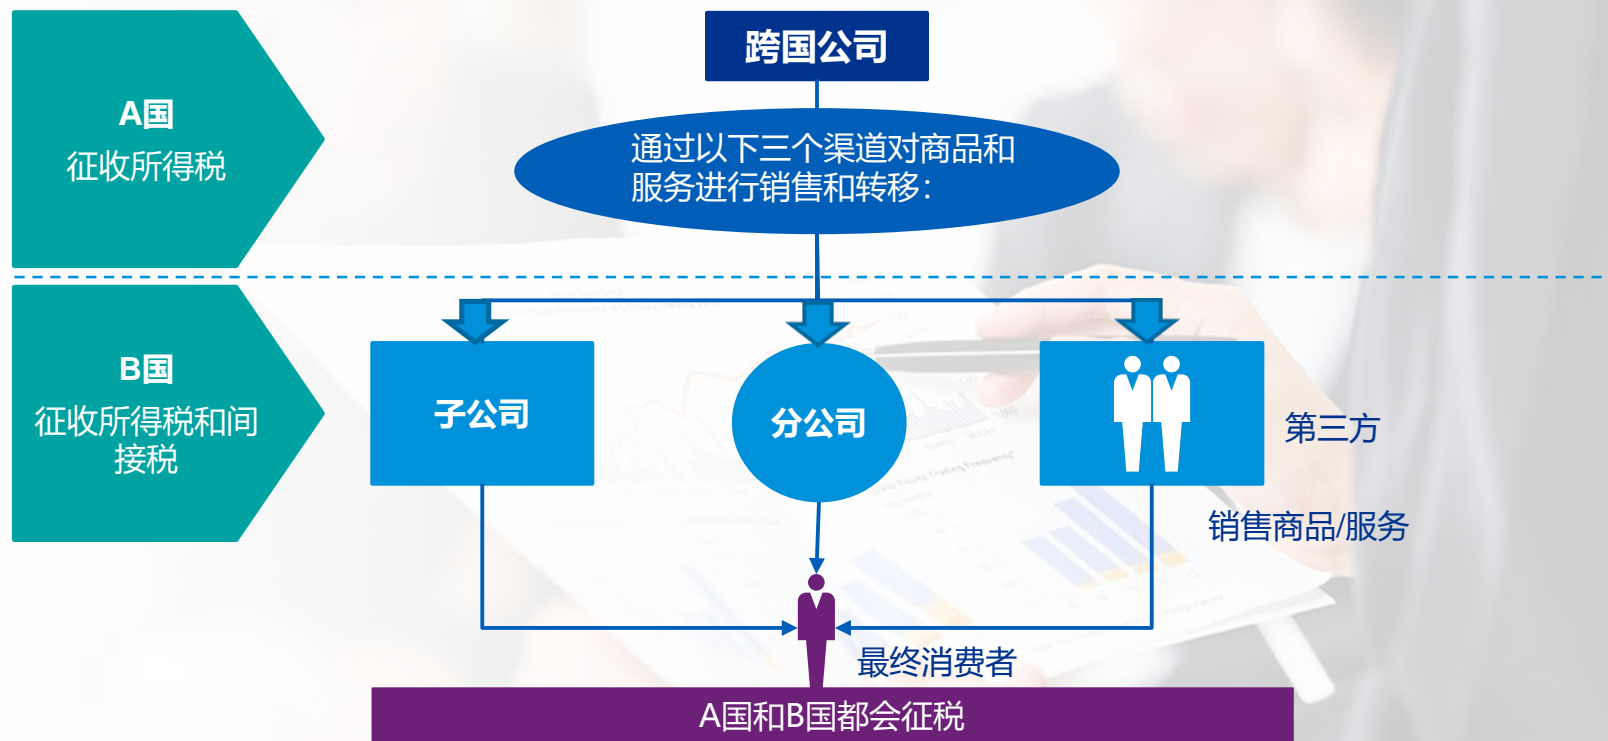 跨国公司
A国
征收所得税
通过以下三个渠道对商品和
服务进行销售和转移：
B国
征收所得税和间
接税
子公司
分公司
第三方
销售商品/服务
最终消费者
A国和B国都会征税